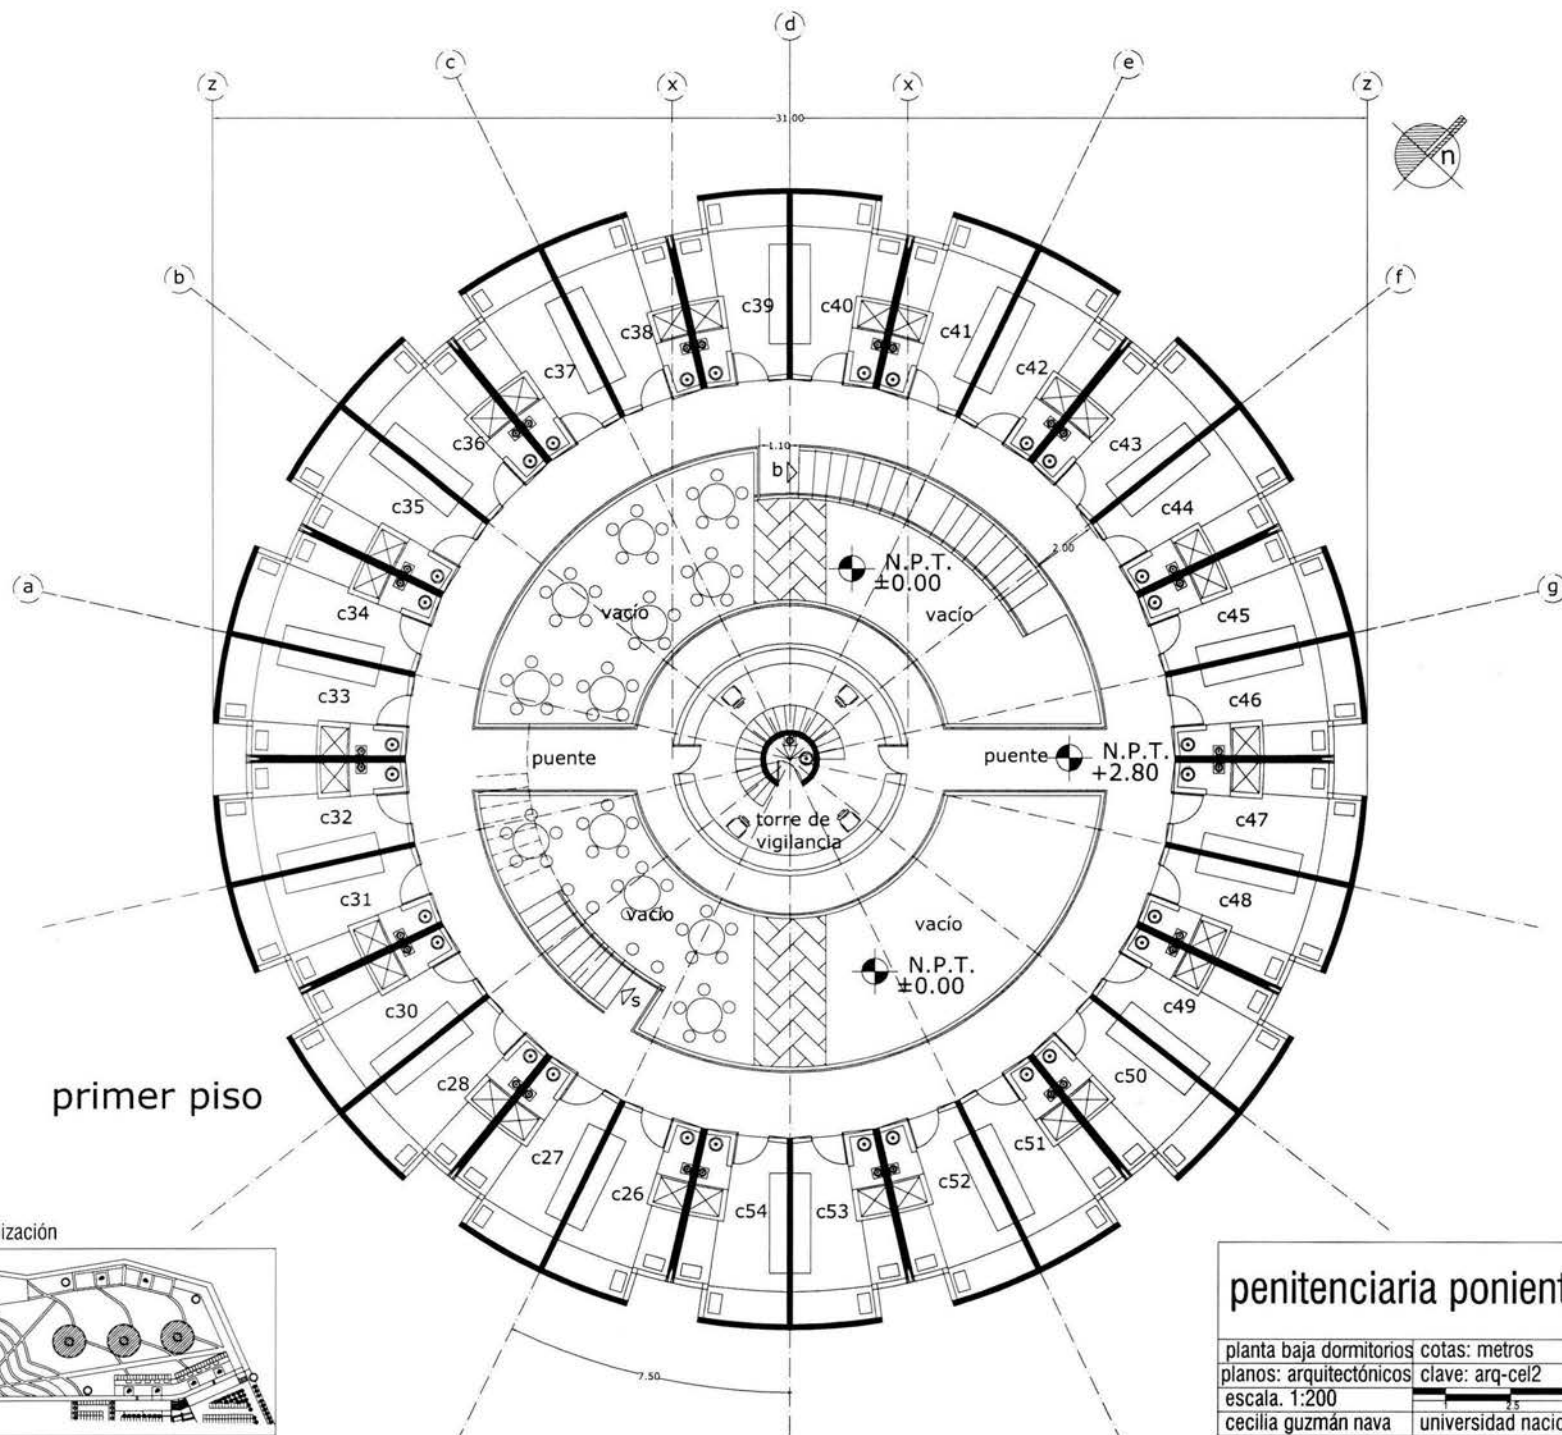 d
c
x
x
e
z
z
31.00
n
b
f
c39
c40
c38
c41
c37
c42
c36
1.10
c43
b
c35
c44
2.00
N.P.T.
±0.00
a
g
c34
vacío
vacío
c45
c33
c46
puente
puente
N.P.T.
+2.80
c32
torre de
vigilancia
c47
c31
vacío
vacío
c48
N.P.T.
±0.00
s
c30
c49
primer piso
c28
c50
c27
c51
c26
c54
c53
c52
ización
7.50
penitenciaria ponient
planta baja dormitorios
cotas: metros
planos: arquitectónicos
clave: arq-cel2
escala. 1:200
1
2.5
cecilia guzmán nava
universidad nacio